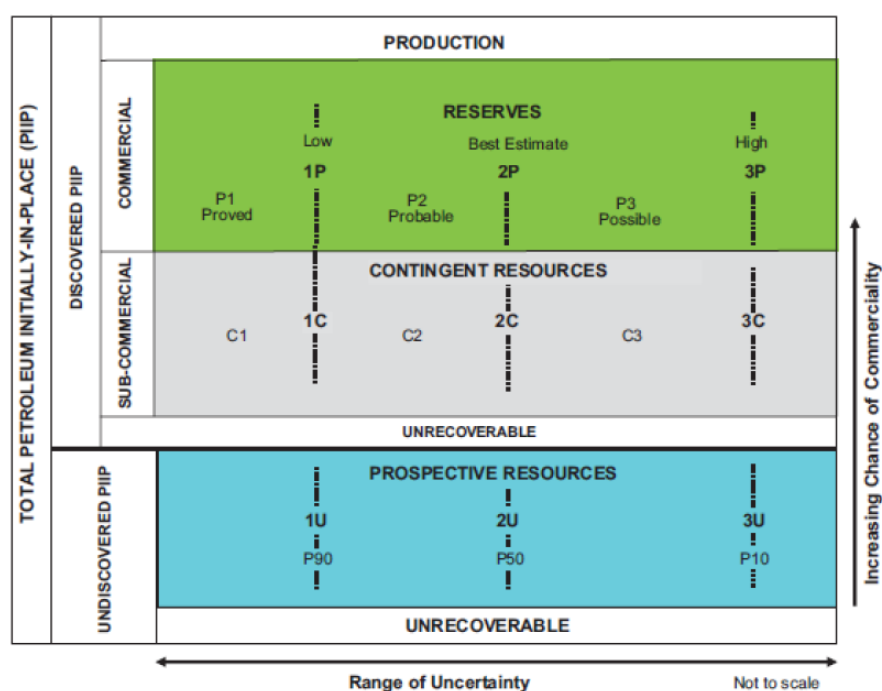 TOTAL PETROLEUM INITIALLY-IN-PLACE (PIIP)
DISCOVERED PIIP
UNDISCOVERED PIIP
COMMERCIAL
SUB-COMMERCIAL
PRODUCTION
RESERVES
Low Best Estimate High
1P 2P 3P
P1 P2 P3
Proved Probable Possible
CONTINGENT RESOURCES
1C 2C 3C
C1 C2 C3
UNRECOVERABLE
PROSPECTIVE RESOURCES
1U 2U 3U
P90 P50 P10
UNRECOVERABLE
Increasing Chance of Commerciality
Range of Uncertainty Not to scale